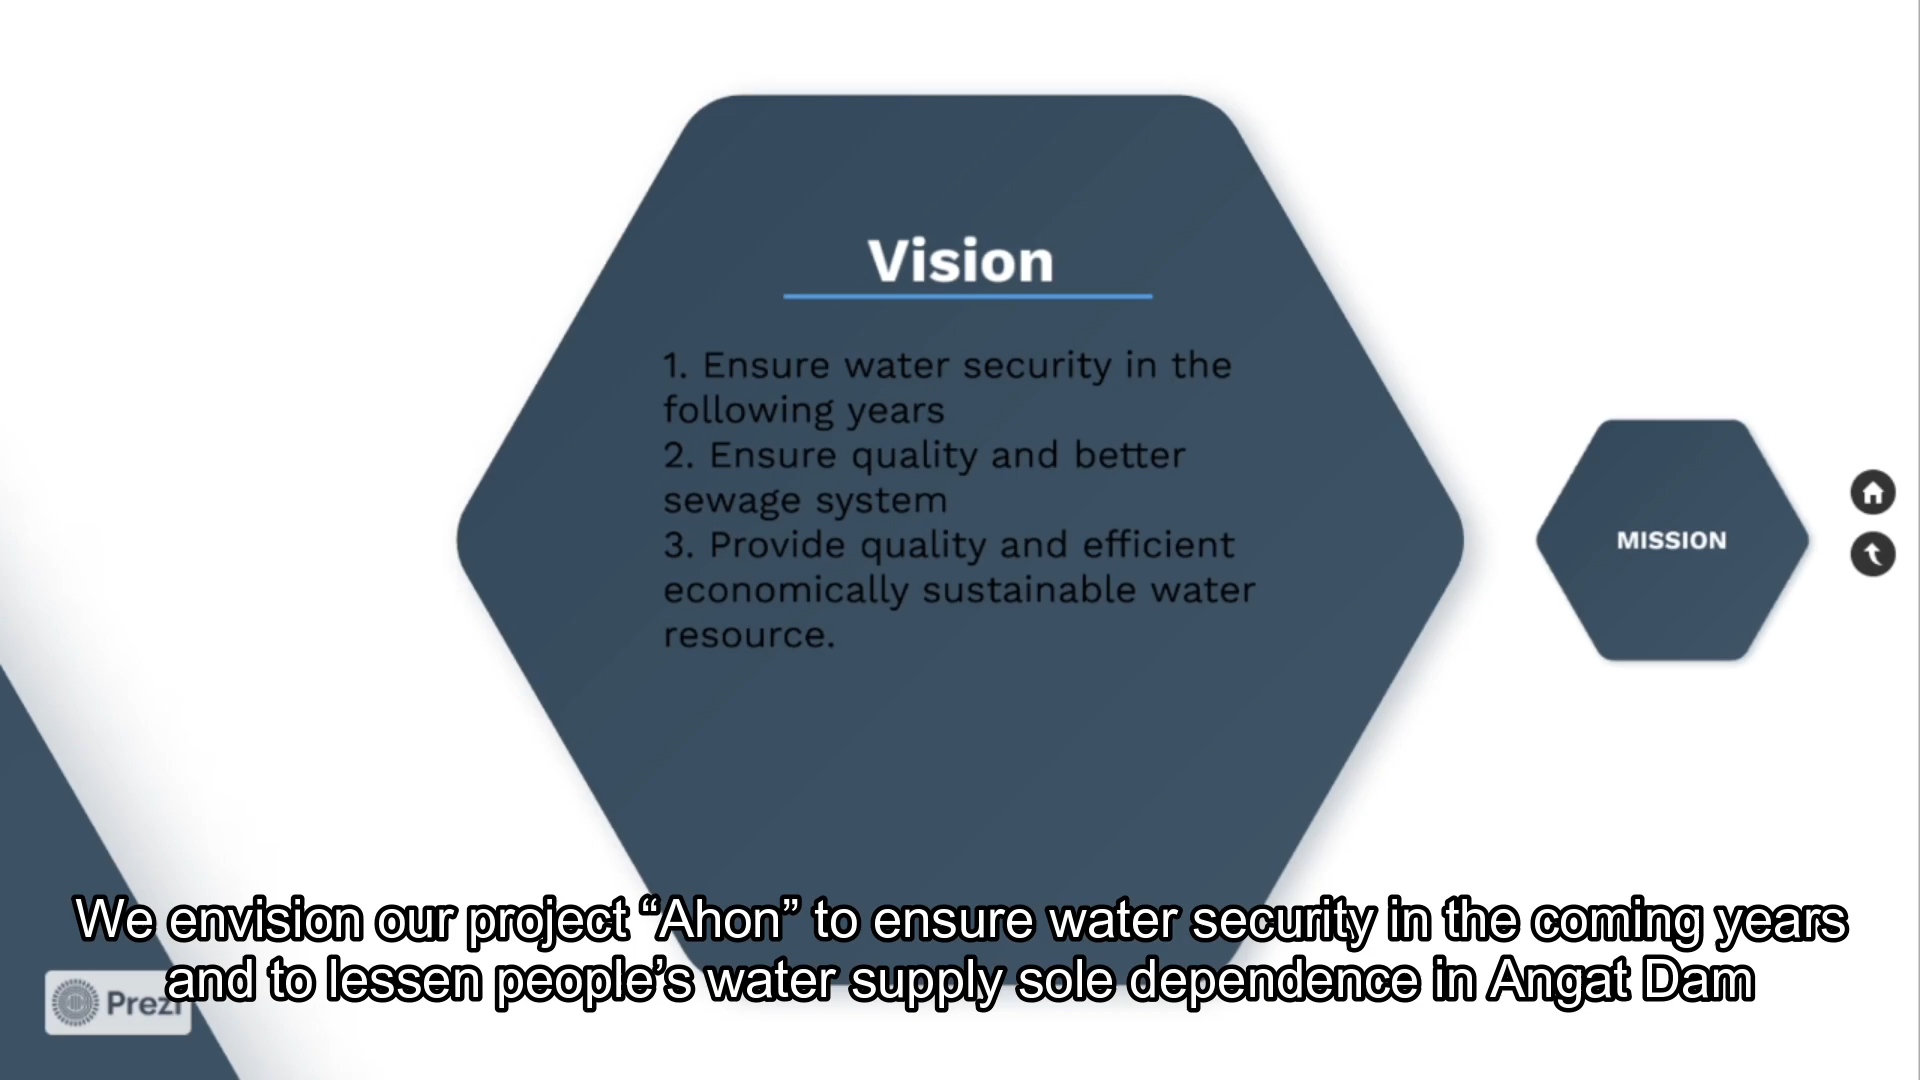 Vision
1. Ensure water security in the
following years
2. Ensure quality and better
sewage system
3. Provide quality and efficient
economically sustainable water
resource.
MISSION
We envision our project “Ahon” to ensure water security in the coming years
and to lessen people’s water supply sole dependence in Angat Dam
Prezi